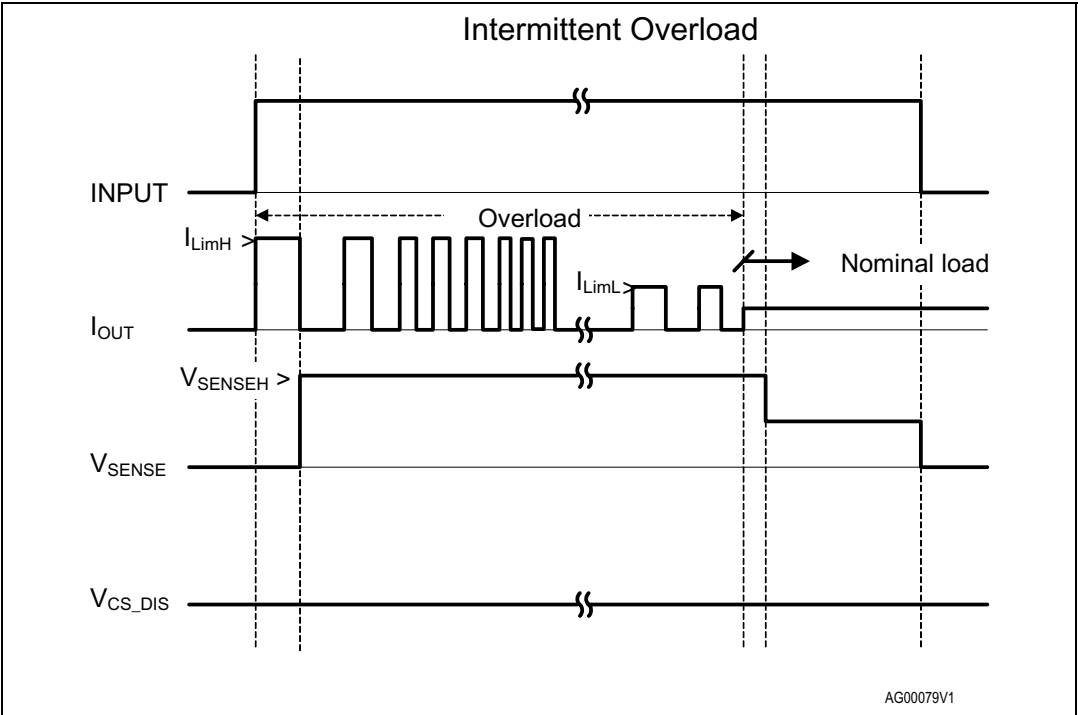 Intermittent Overload
INPUT
Overload
ILimH >
Nominal load
ILimL>
IOUT
VSENSEH >
VSENSE
VCS_DIS
AG00079V1